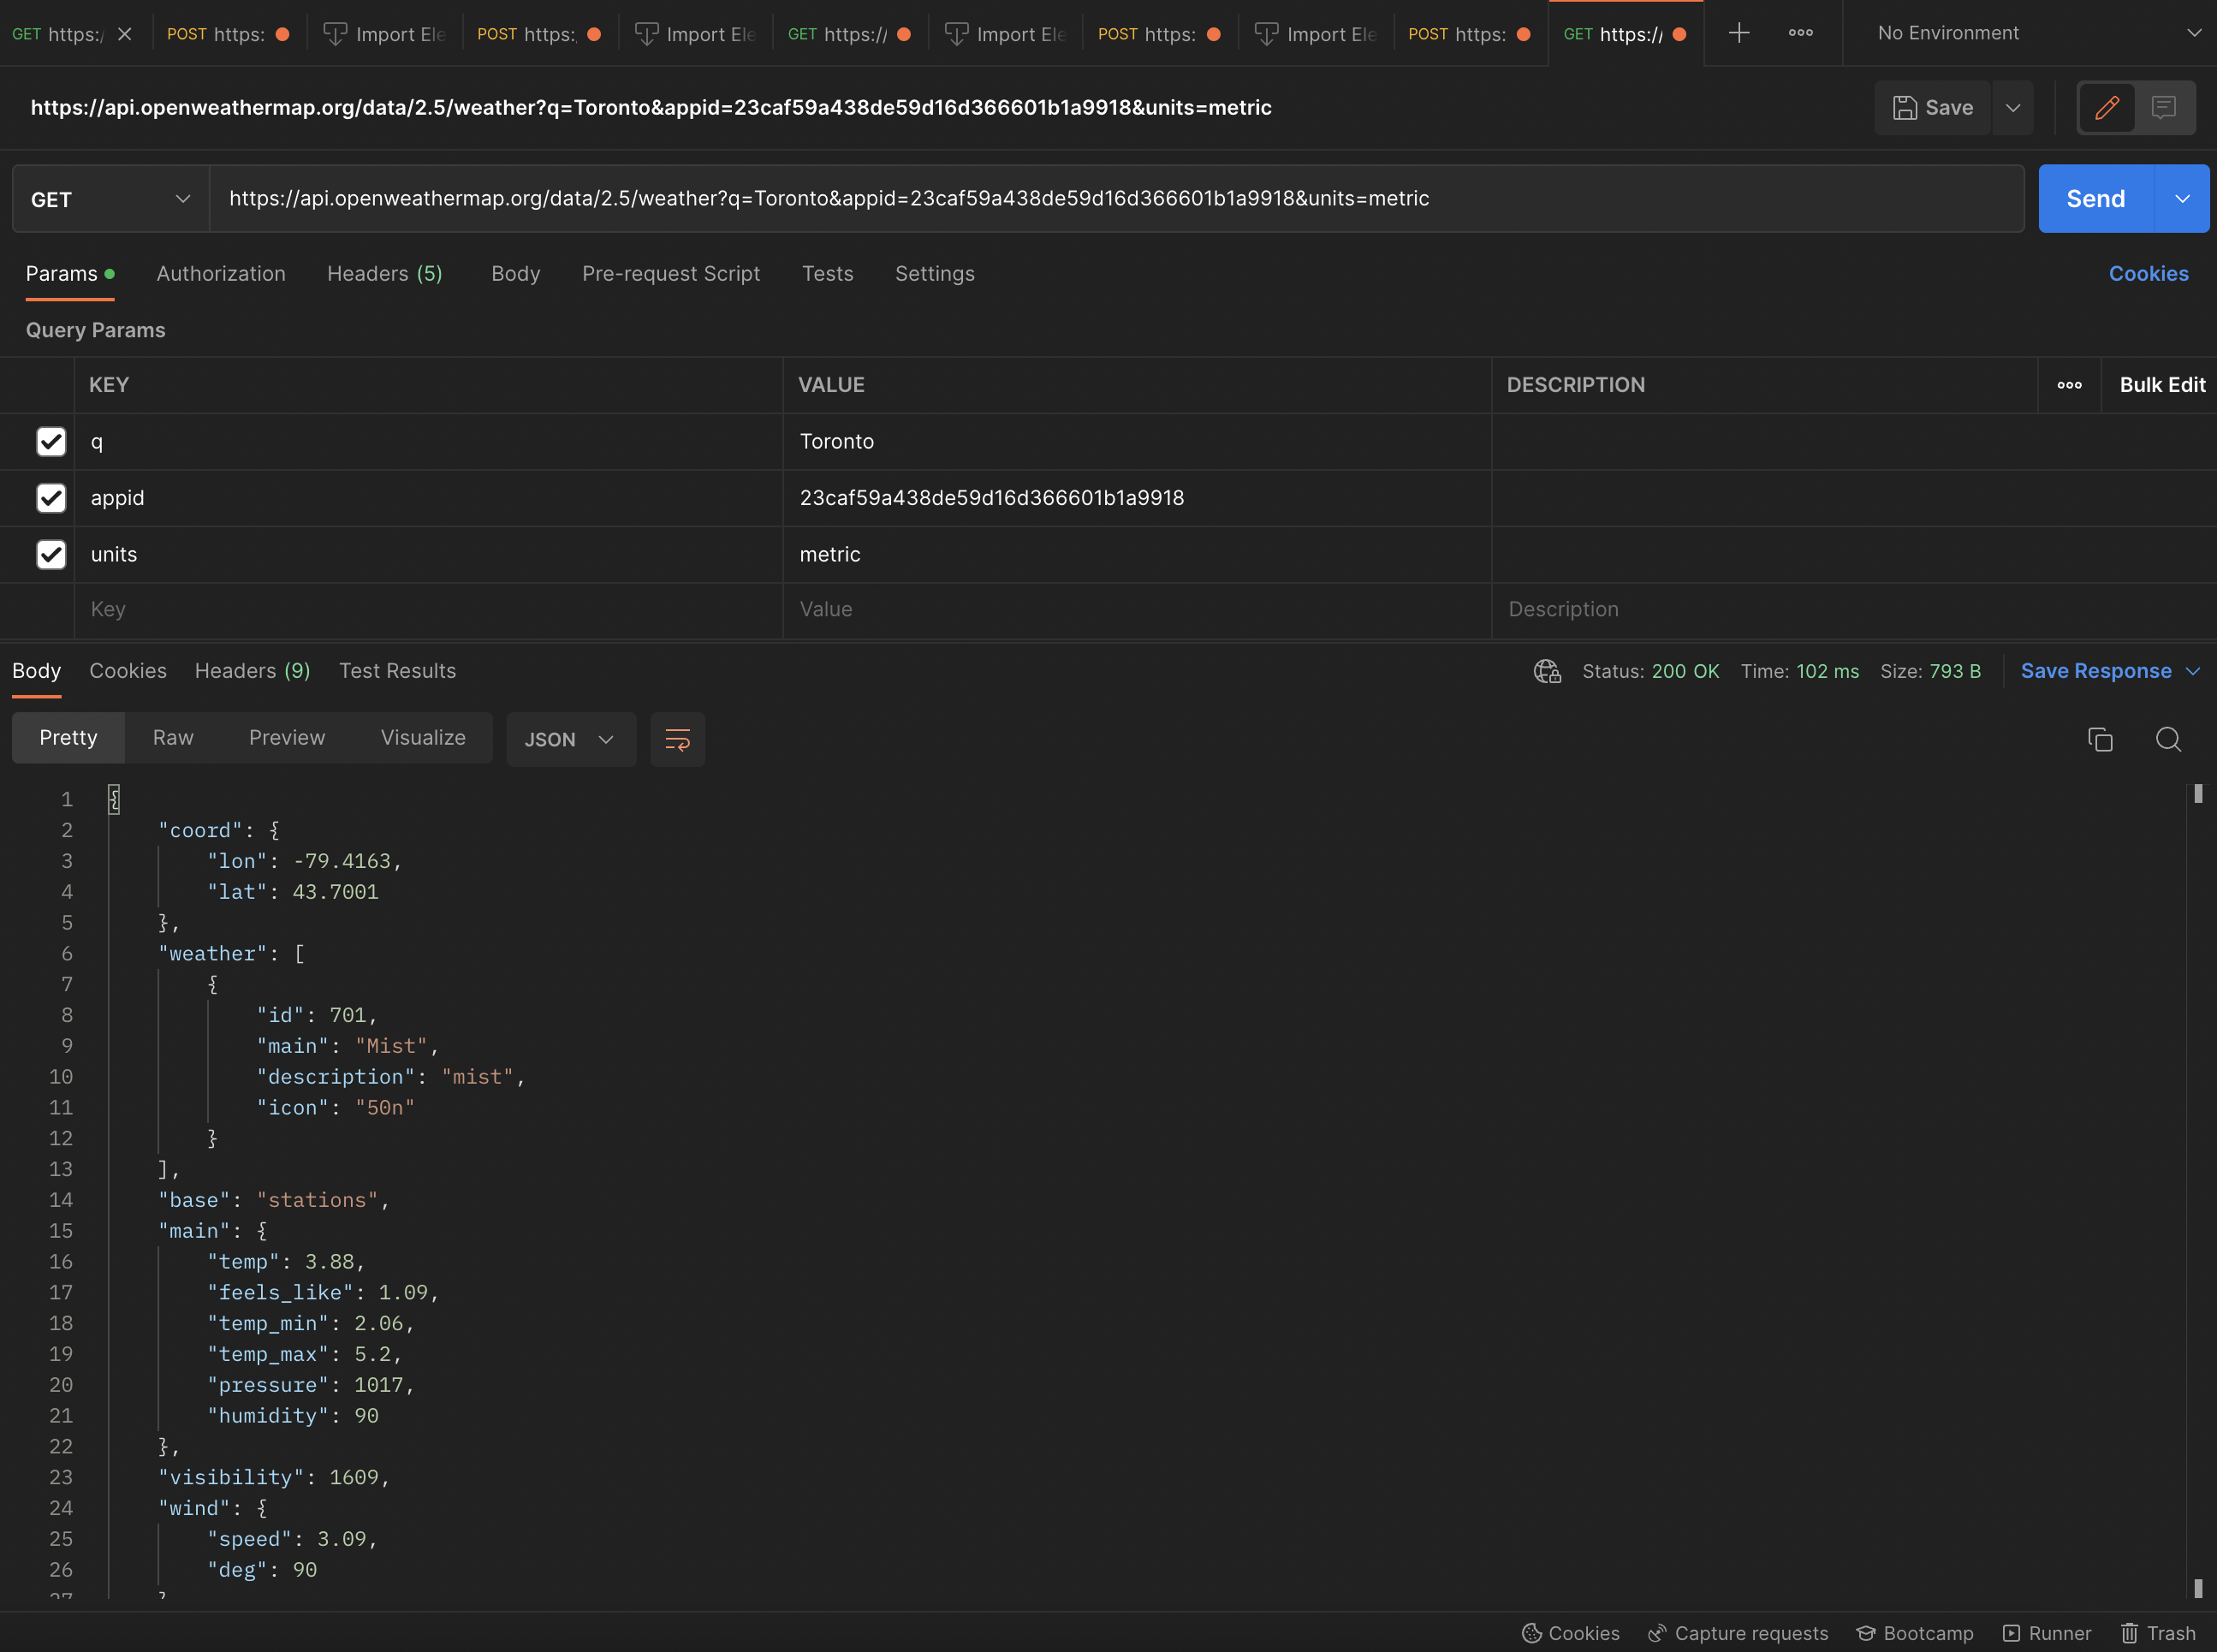 GET https:/ POST https: Import Ele POST https: Import Ele GET https:// Import Ele POST https: Import Ele POST https: GET https:// No Environment
https://api.openweathermap.org/data/2.5/weather?q=Toronto&appid=23caf59a438de59d16d366601b1a9918&units=metric Save
GET https://api.openweathermap.org/data/2.5/weather?q=Toronto&appid=23caf59a438de59d16d366601b1a9918&units=metric Send
Params Authorization Headers (5) Body Pre-request Script Tests Settings Cookies
Query Params
KEY VALUE DESCRIPTION Bulk Edit
q Toronto
appid 23caf59a438de59d16d366601b1a9918
units metric
Key Value Description
Body Cookies Headers (9) Test Results Status: 200 OK Time: 102 ms Size: 793 B Save Response
Pretty Raw Preview Visualize JSON
1 {
2 "coord": {
3 "lon": -79.4163,
4 "lat": 43.7001
5 },
6 "weather": [
7 {
8 "id": 701,
9 "main": "Mist",
10 "description": "mist",
11 "icon": "50n"
12 }
13 ],
14 "base": "stations",
15 "main": {
16 "temp": 3.88,
17 "feels_like": 1.09,
18 "temp_min": 2.06,
19 "temp_max": 5.2,
20 "pressure": 1017,
21 "humidity": 90
22 },
23 "visibility": 1609,
24 "wind": {
25 "speed": 3.09,
26 "deg": 90
Cookies Capture requests Bootcamp Runner Trash